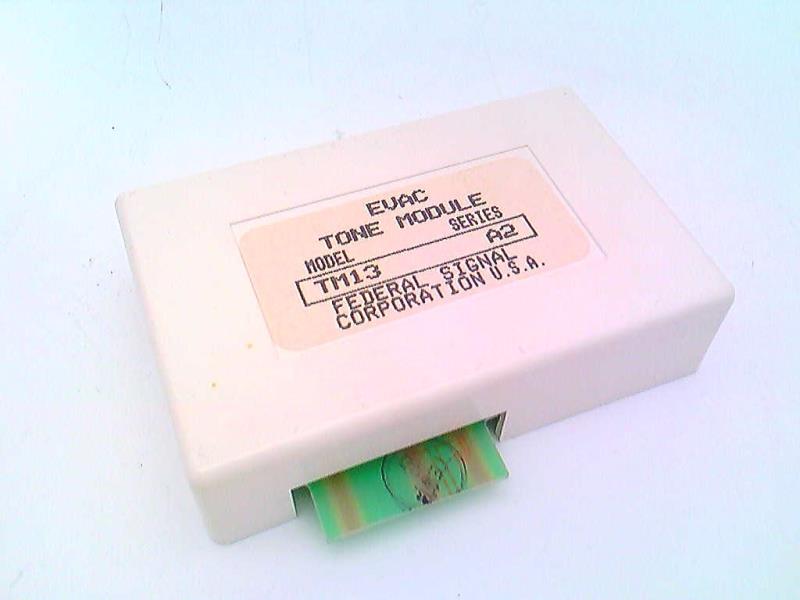 EVAC
TONE MODULE
MODEL SERIES
TM13 A2
FEDERAL SIGNAL
CORPORATION U.S.A.